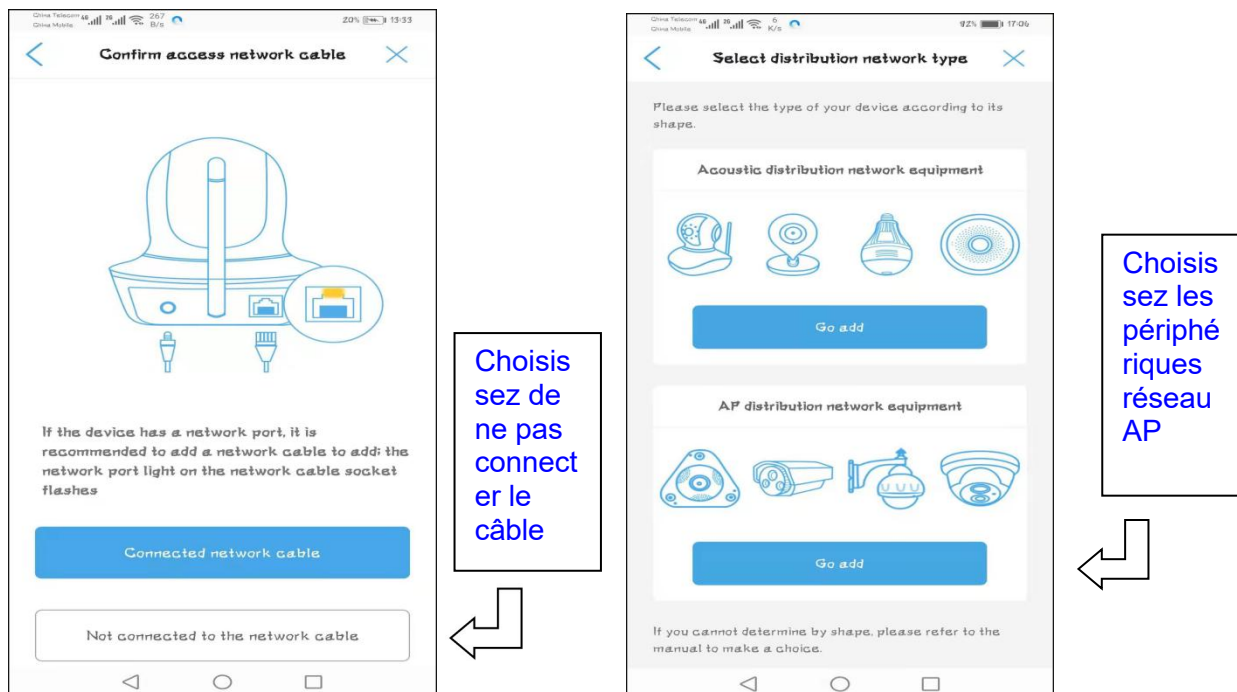 China Telecom 4G 2G 267 B/s 20% 13:33
China Mobile
Confirm access network cable
If the device has a network port, it is
recommended to add a network cable to add; the
network port light on the network cable socket
flashes
Connected network cable
Not connected to the network cable
Choisis
sez de
ne pas
connect
er le
câble
China Telecom 4G 2G 6 K/s 92% 17:06
China Mobile
Select distribution network type
Please select the type of your device according to its
shape.
Acoustic distribution network equipment
Go add
AP distribution network equipment
Go add
If you cannot determine by shape, please refer to the
manual to make a choice.
Choisis
sez les
périphé
riques
réseau
AP